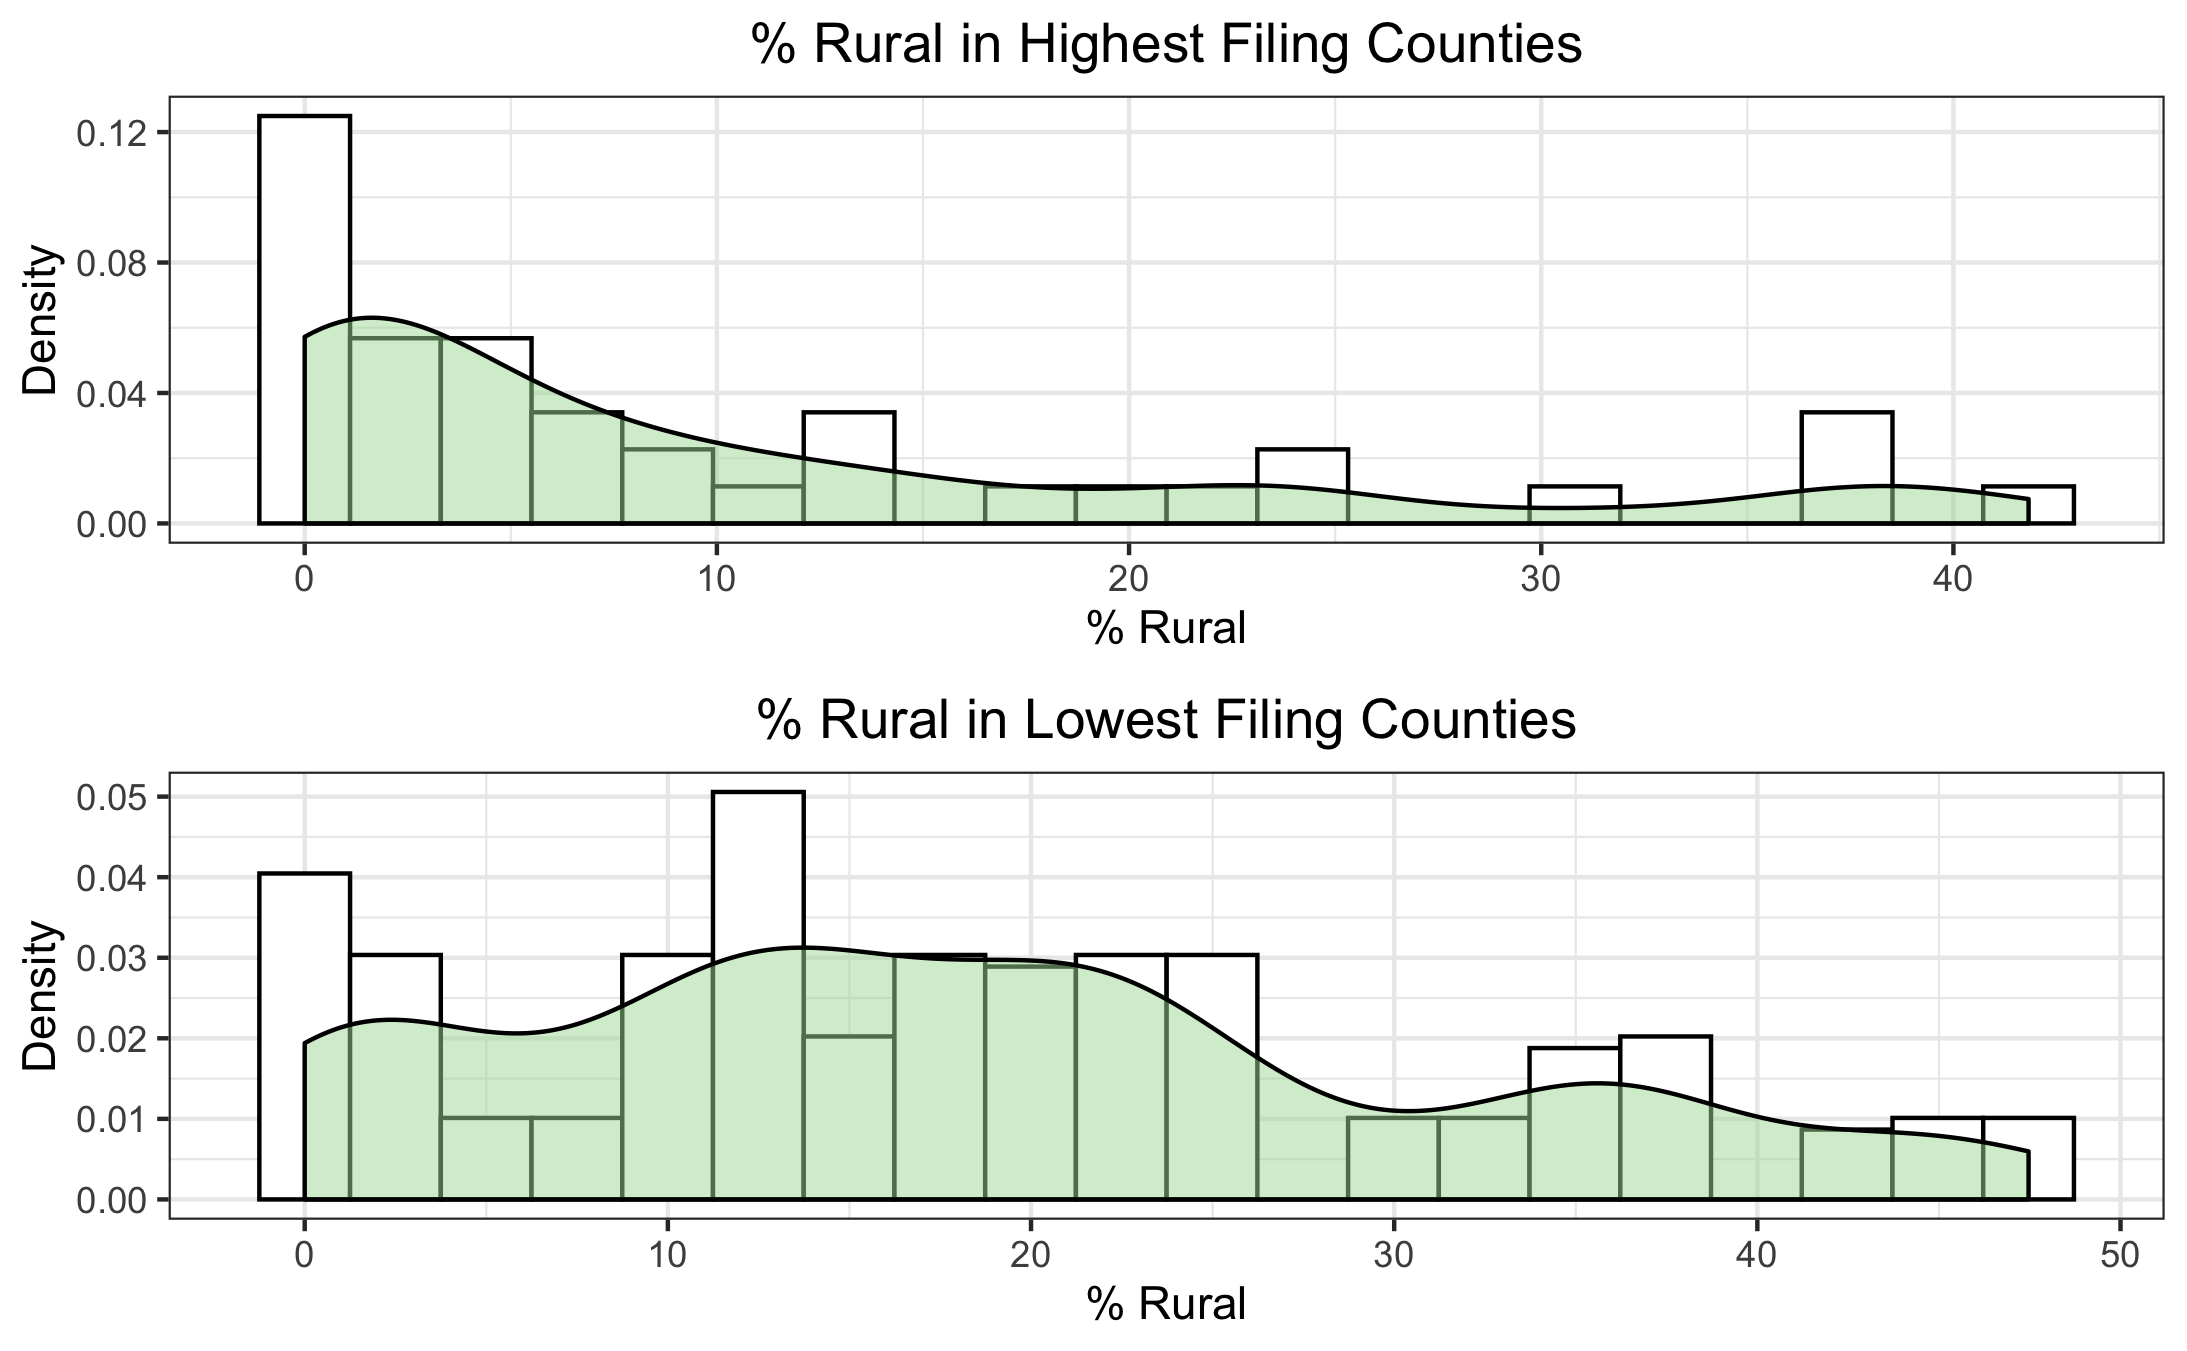 % Rural in Highest Filing Counties
0.12
0.08
0.04
0.00
Density
0 10 20 30 40
% Rural
% Rural in Lowest Filing Counties
0.05
0.04
0.03
0.02
0.01
0.00
Density
0 10 20 30 40 50
% Rural